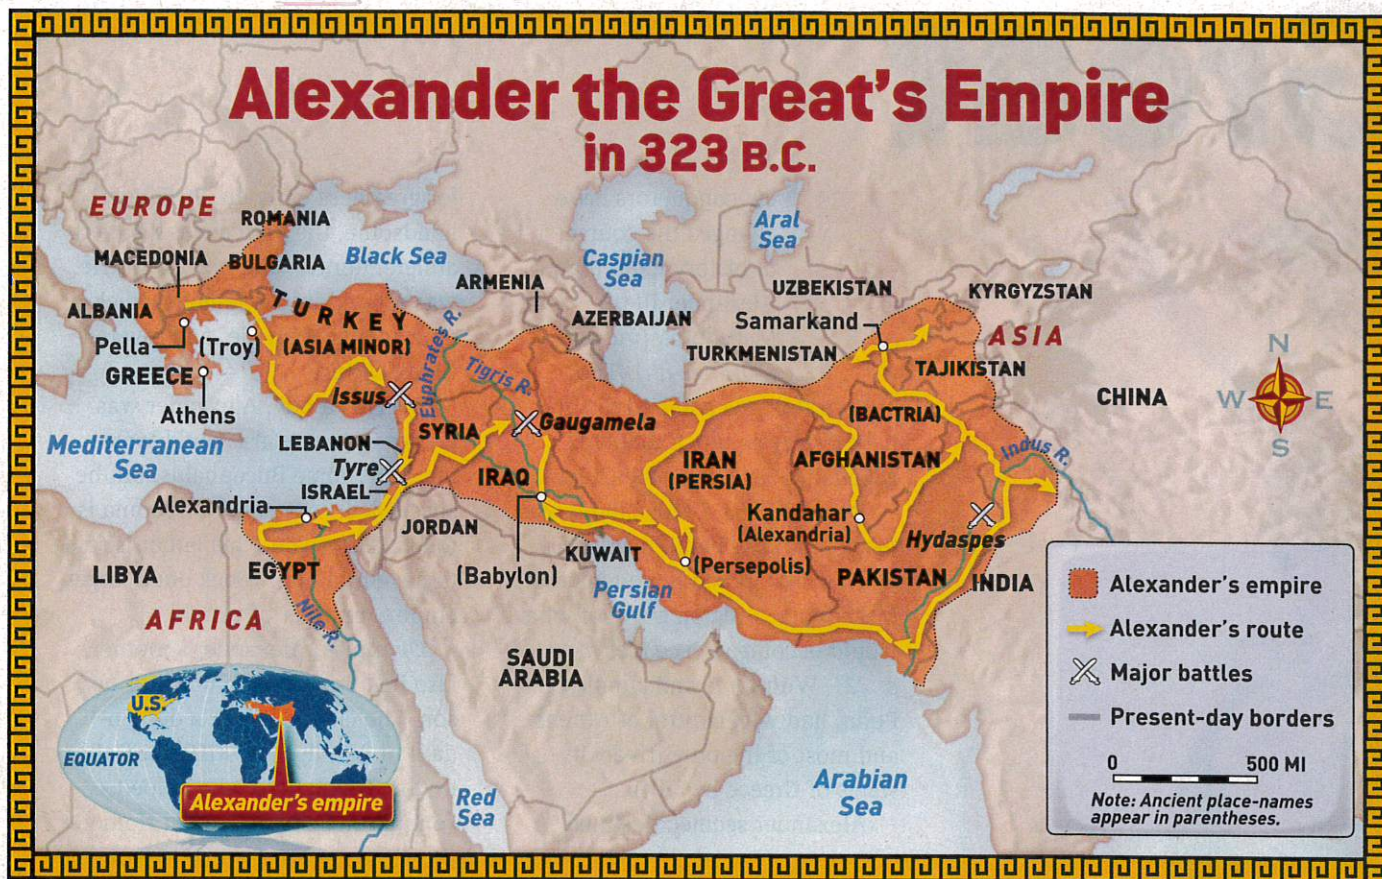 Alexander the Great's Empire
in 323 B.C.
EUROPE
ROMANIA
MACEDONIA
BULGARIA
Black Sea
ALBANIA
TURKEY
(ASIA MINOR)
Pella
(Troy)
GREECE
Athens
Mediterranean
Sea
ARMENIA
AZERBAIJAN
Caspian
Sea
Aral
Sea
UZBEKISTAN
KYRGYZSTAN
Samarkand
ASIA
TURKMENISTAN
TAJIKISTAN
CHINA
N
W
E
S
Issus
Euphrates R.
Tigris R.
Gaugamela
SYRIA
LEBANON
Tyre
ISRAEL
IRAQ
Alexandria
JORDAN
(Babylon)
KUWAIT
IRAN
(PERSIA)
(Persepolis)
Persian
Gulf
(BACTRIA)
AFGHANISTAN
Kandahar
(Alexandria)
Indus R.
Hydaspes
PAKISTAN
INDIA
LIBYA
EGYPT
Nile R.
AFRICA
SAUDI
ARABIA
Red
Sea
Arabian
Sea
U.S.
EQUATOR
Alexander's empire
Alexander's empire
Alexander's route
Major battles
Present-day borders
0 500 MI
Note: Ancient place-names
appear in parentheses.